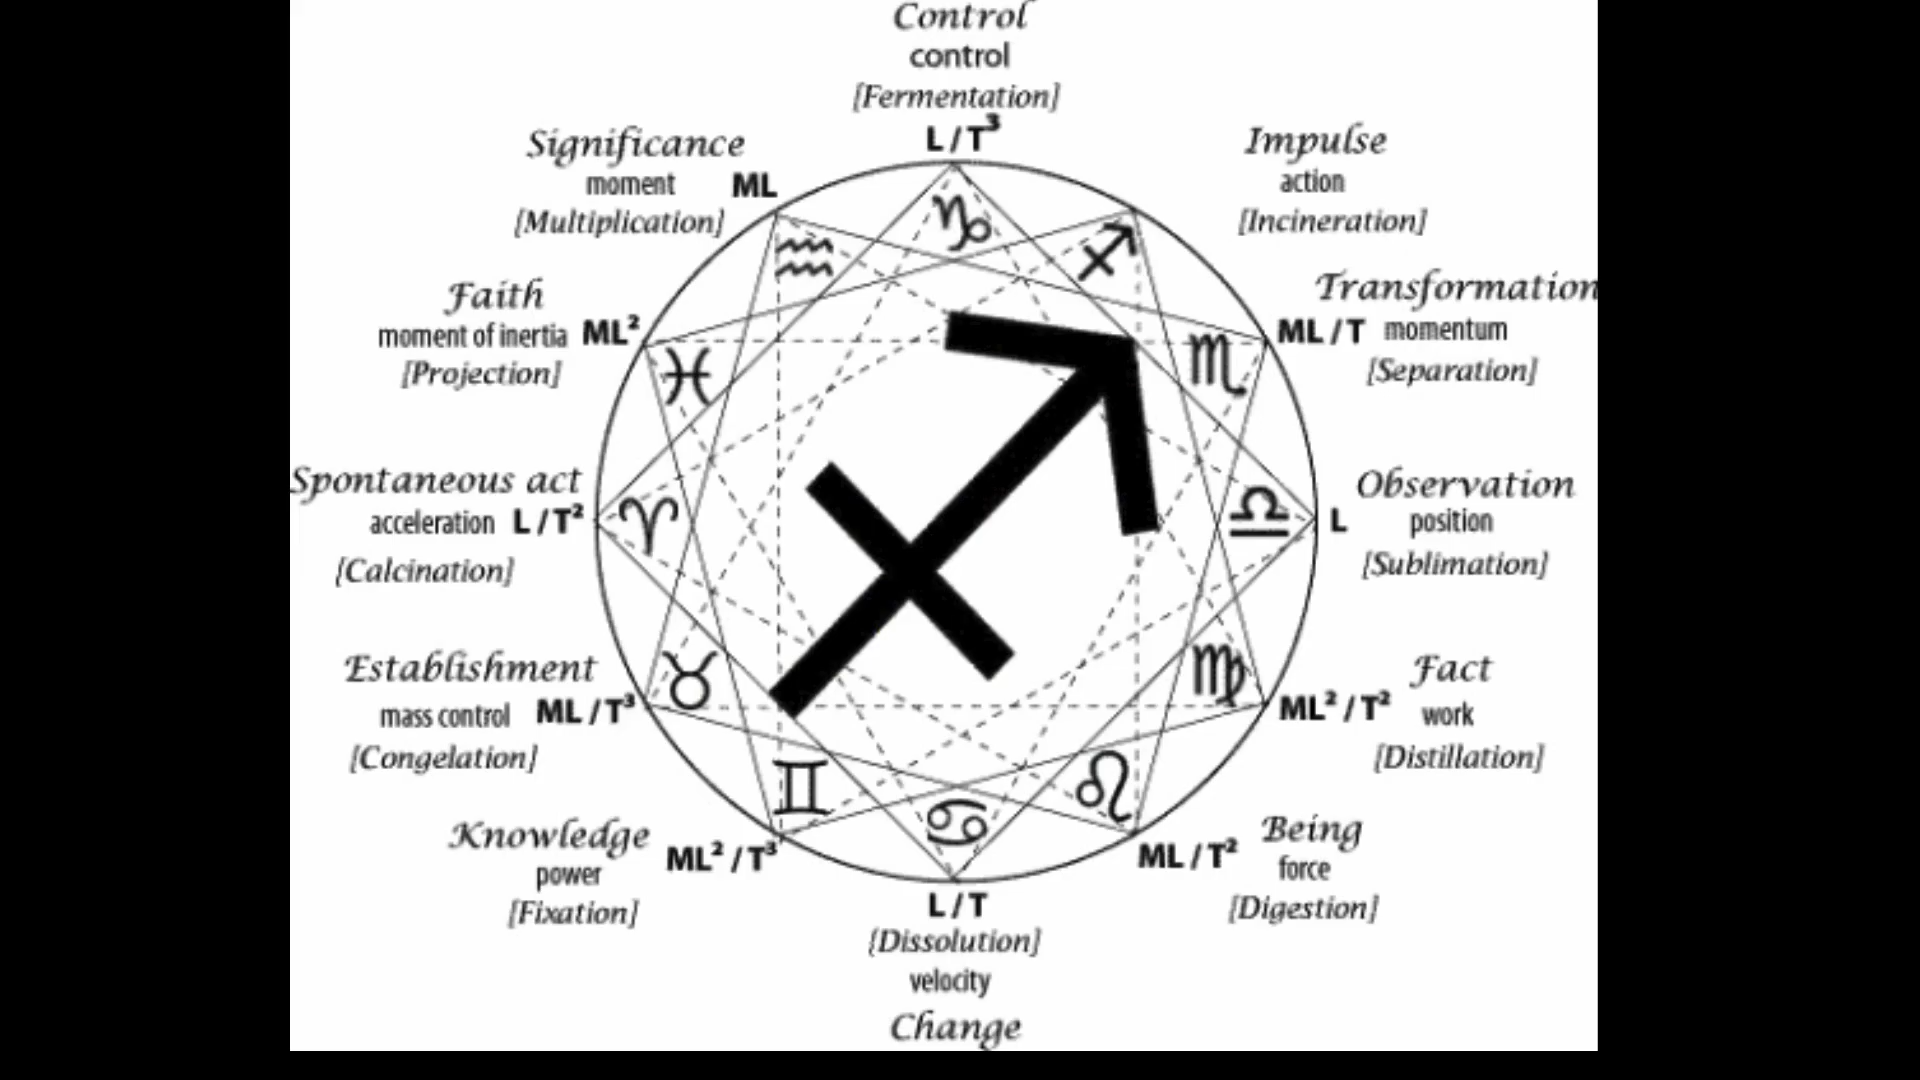 Control
control
[Fermentation]
L/T³
Significance
moment ML
[Multiplication]
Impulse
action
[Incineration]
Faith
moment of inertia ML²
[Projection]
Transformation
ML/T momentum
[Separation]
Spontaneous act
acceleration L/T²
[Calcination]
Observation
L position
[Sublimation]
Establishment
mass control ML/T³
[Congelation]
Fact
ML²/T² work
[Distillation]
Knowledge
power ML²/T³
[Fixation]
Being
ML/T² force
[Digestion]
L/T
[Dissolution]
velocity
Change